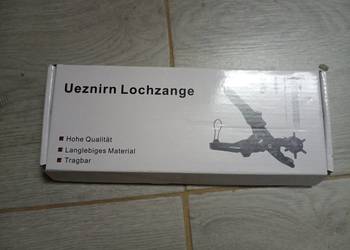 Ueznirn Lochzange
Hohe Qualität
Langlebiges Material
Tragbar